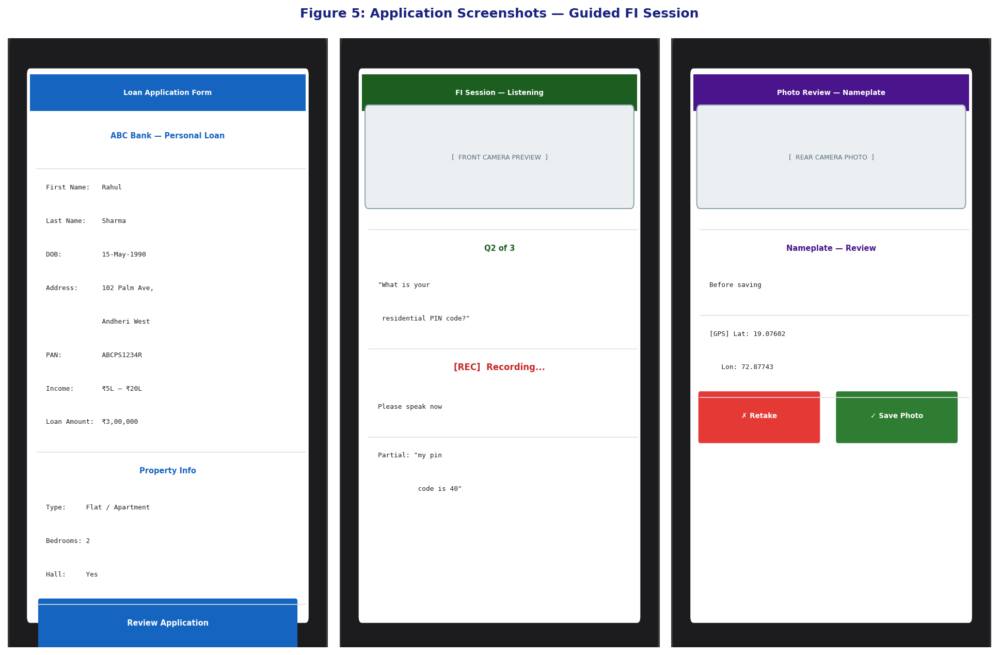 Figure 5: Application Screenshots — Guided FI Session
Loan Application Form
ABC Bank — Personal Loan
First Name: Rahul
Last Name: Sharma
DOB: 15-May-1990
Address: 102 Palm Ave,
Andheri West
PAN: ABCPS1234R
Income: ₹5L – ₹20L
Loan Amount: ₹3,00,000
Property Info
Type: Flat / Apartment
Bedrooms: 2
Hall: Yes
Review Application
FI Session — Listening
[ FRONT CAMERA PREVIEW ]
Q2 of 3
"What is your
residential PIN code?"
[REC] Recording...
Please speak now
Partial: "my pin
code is 40"
Photo Review — Nameplate
[ REAR CAMERA PHOTO ]
Nameplate — Review
Before saving
[GPS] Lat: 19.07602
Lon: 72.87743
✗ Retake
✓ Save Photo